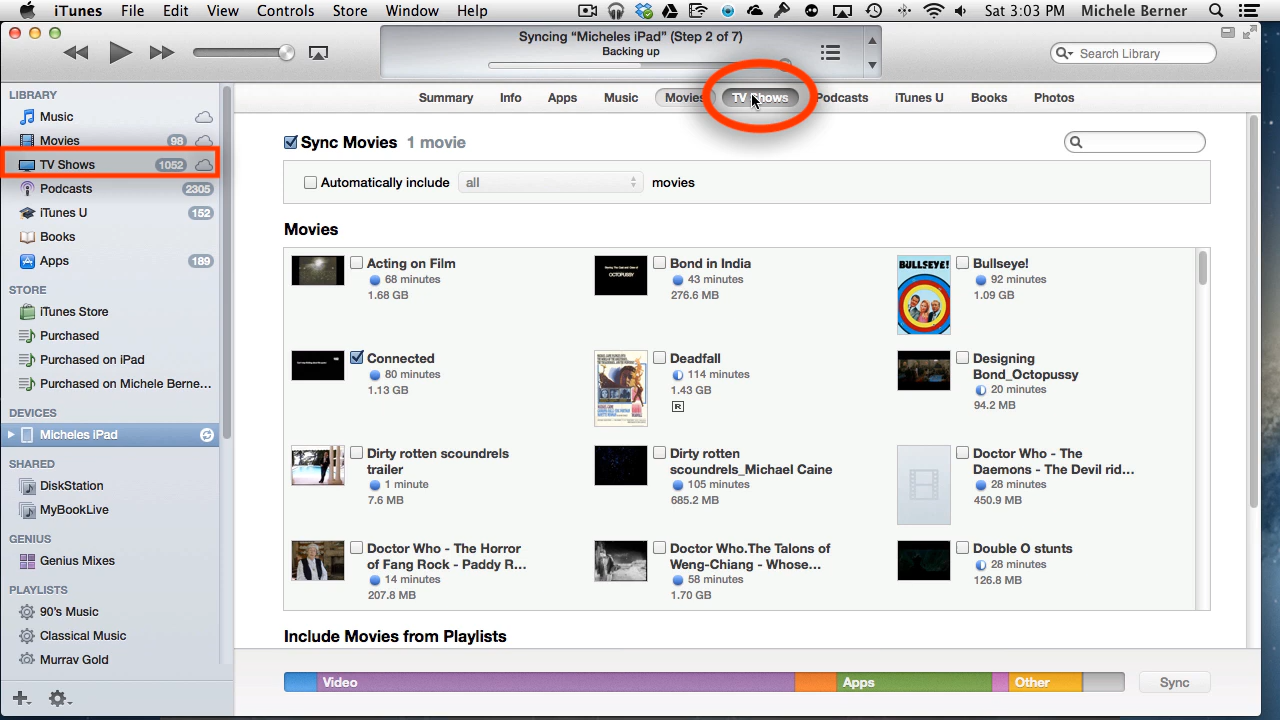 iTunes File Edit View Controls Store Window Help Sat 3:03 PM Michele Berner
Syncing “Micheles iPad” (Step 2 of 7)
Backing up
Search Library
LIBRARY
Music
Movies 98
TV Shows 1052
Podcasts 2305
iTunes U 152
Books
Apps 189
STORE
iTunes Store
Purchased
Purchased on iPad
Purchased on Michele Berne...
DEVICES
Micheles iPad
SHARED
DiskStation
MyBookLive
GENIUS
Genius Mixes
PLAYLISTS
90's Music
Classical Music
Murray Gold
Summary Info Apps Music Movies TV Shows Podcasts iTunes U Books Photos
Sync Movies 1 movie
Automatically include all movies
Movies
Acting on Film
68 minutes
1.68 GB
Bond in India
43 minutes
276.6 MB
BULLSEYE!
Bullseye!
92 minutes
1.09 GB
Connected
80 minutes
1.13 GB
Deadfall
114 minutes
1.43 GB
R
Designing
Bond_Octopussy
20 minutes
94.2 MB
Dirty rotten scoundrels
trailer
1 minute
7.6 MB
Dirty rotten
scoundrels_Michael Caine
105 minutes
685.2 MB
Doctor Who - The
Daemons - The Devil rid...
28 minutes
450.9 MB
Doctor Who - The Horror
of Fang Rock - Paddy R...
14 minutes
207.8 MB
Doctor Who.The Talons of
Weng-Chiang - Whose...
58 minutes
1.70 GB
Double O stunts
28 minutes
126.8 MB
Include Movies from Playlists
Video Apps Other Sync